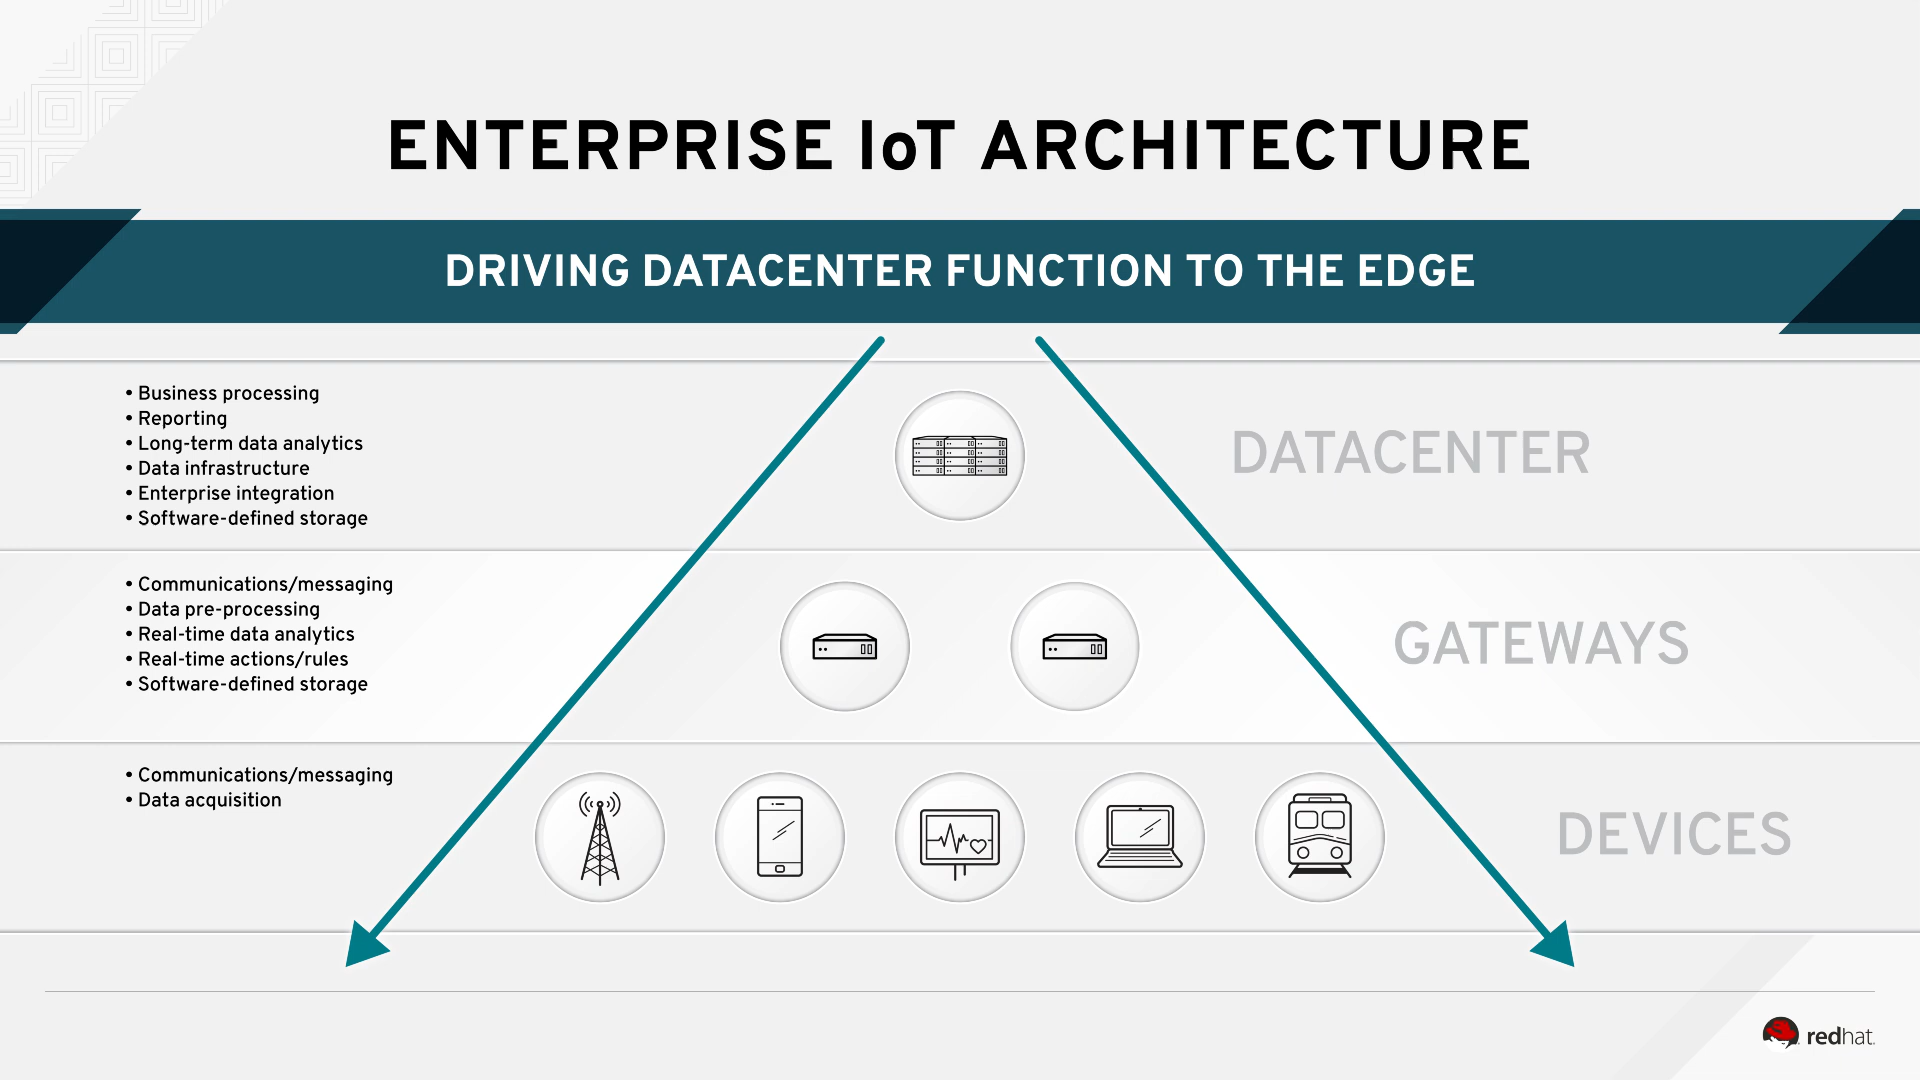 ENTERPRISE IoT ARCHITECTURE
DRIVING DATACENTER FUNCTION TO THE EDGE
• Business processing
• Reporting
• Long-term data analytics
• Data infrastructure
• Enterprise integration
• Software-defined storage
DATACENTER
• Communications/messaging
• Data pre-processing
• Real-time data analytics
• Real-time actions/rules
• Software-defined storage
GATEWAYS
• Communications/messaging
• Data acquisition
DEVICES
redhat.